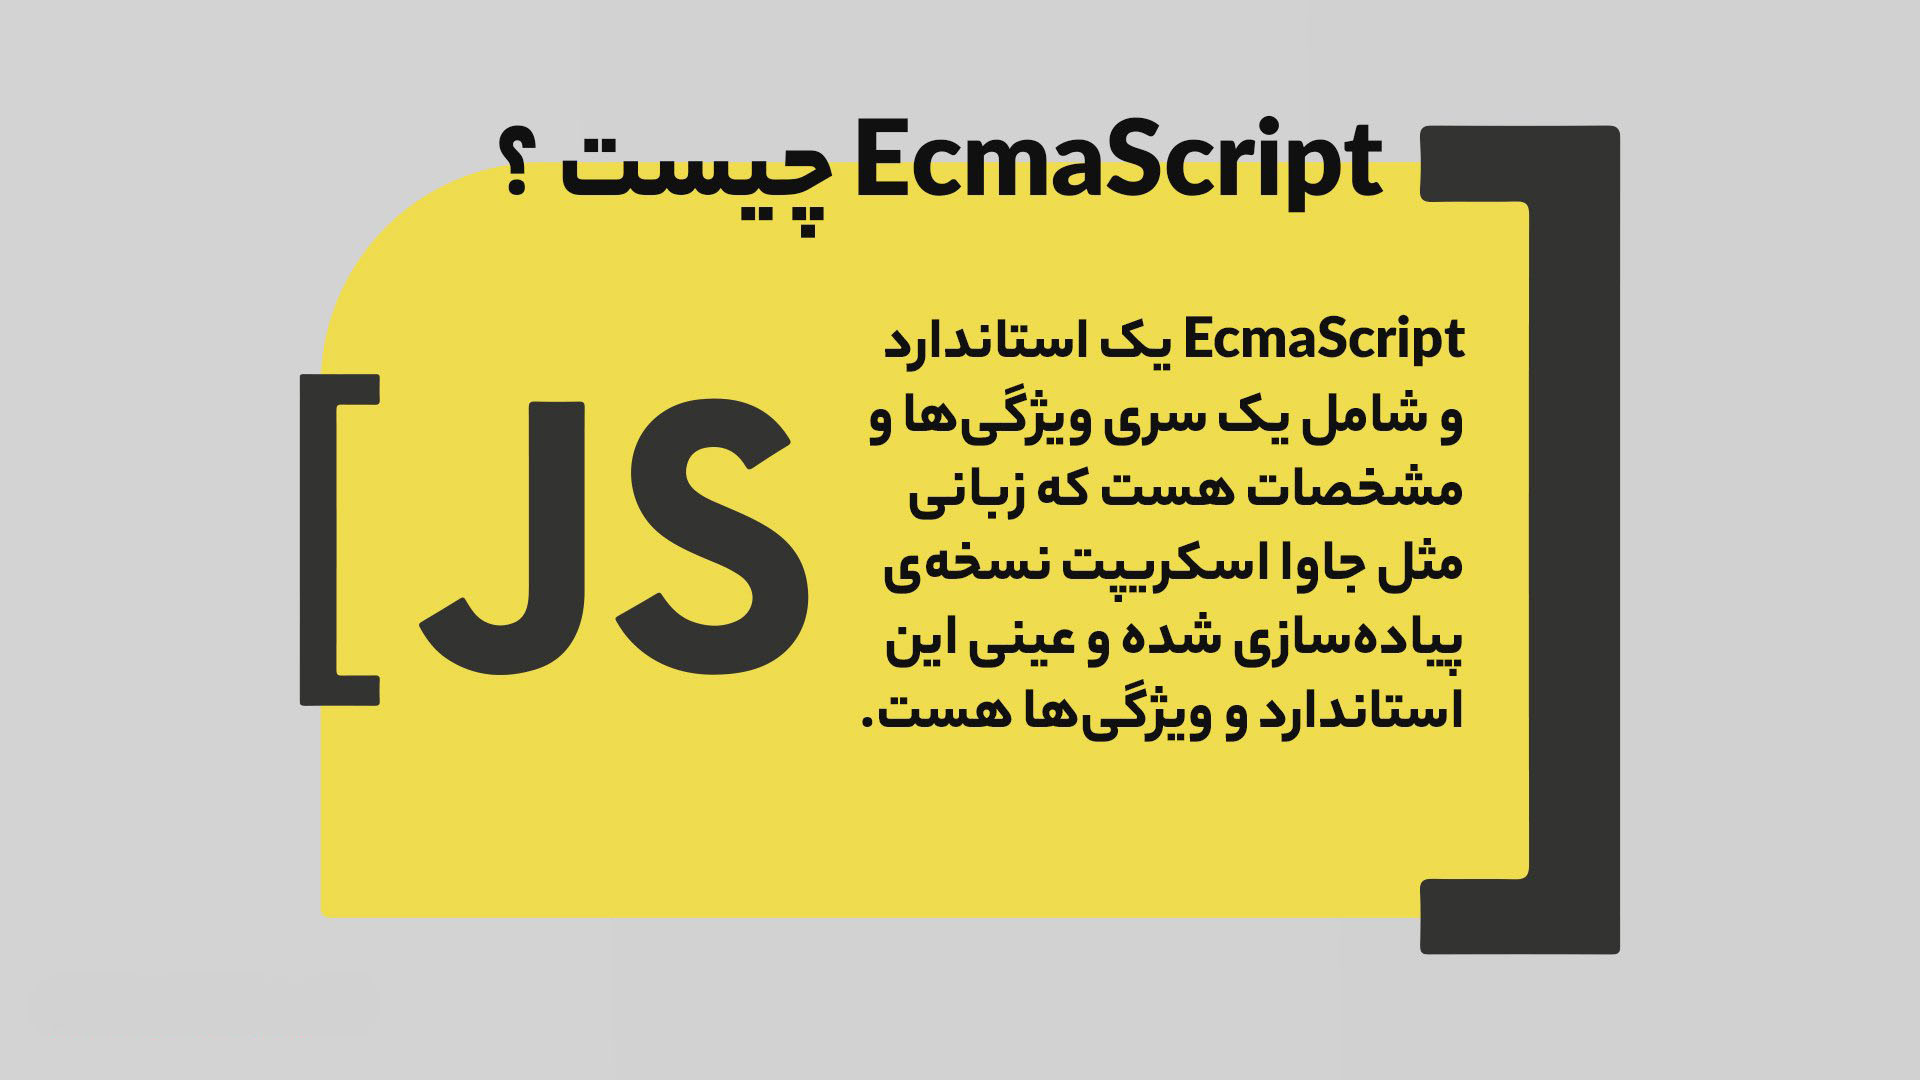 EcmaScript چیست ؟
EcmaScript یک استاندارد
و شامل یک سری ویژگی‌ها و
مشخصات هست که زبانی
مثل جاوا اسکریپت نسخه‌ی
پیاده‌سازی شده و عینی این
استاندارد و ویژگی‌ها هست.
[JS]